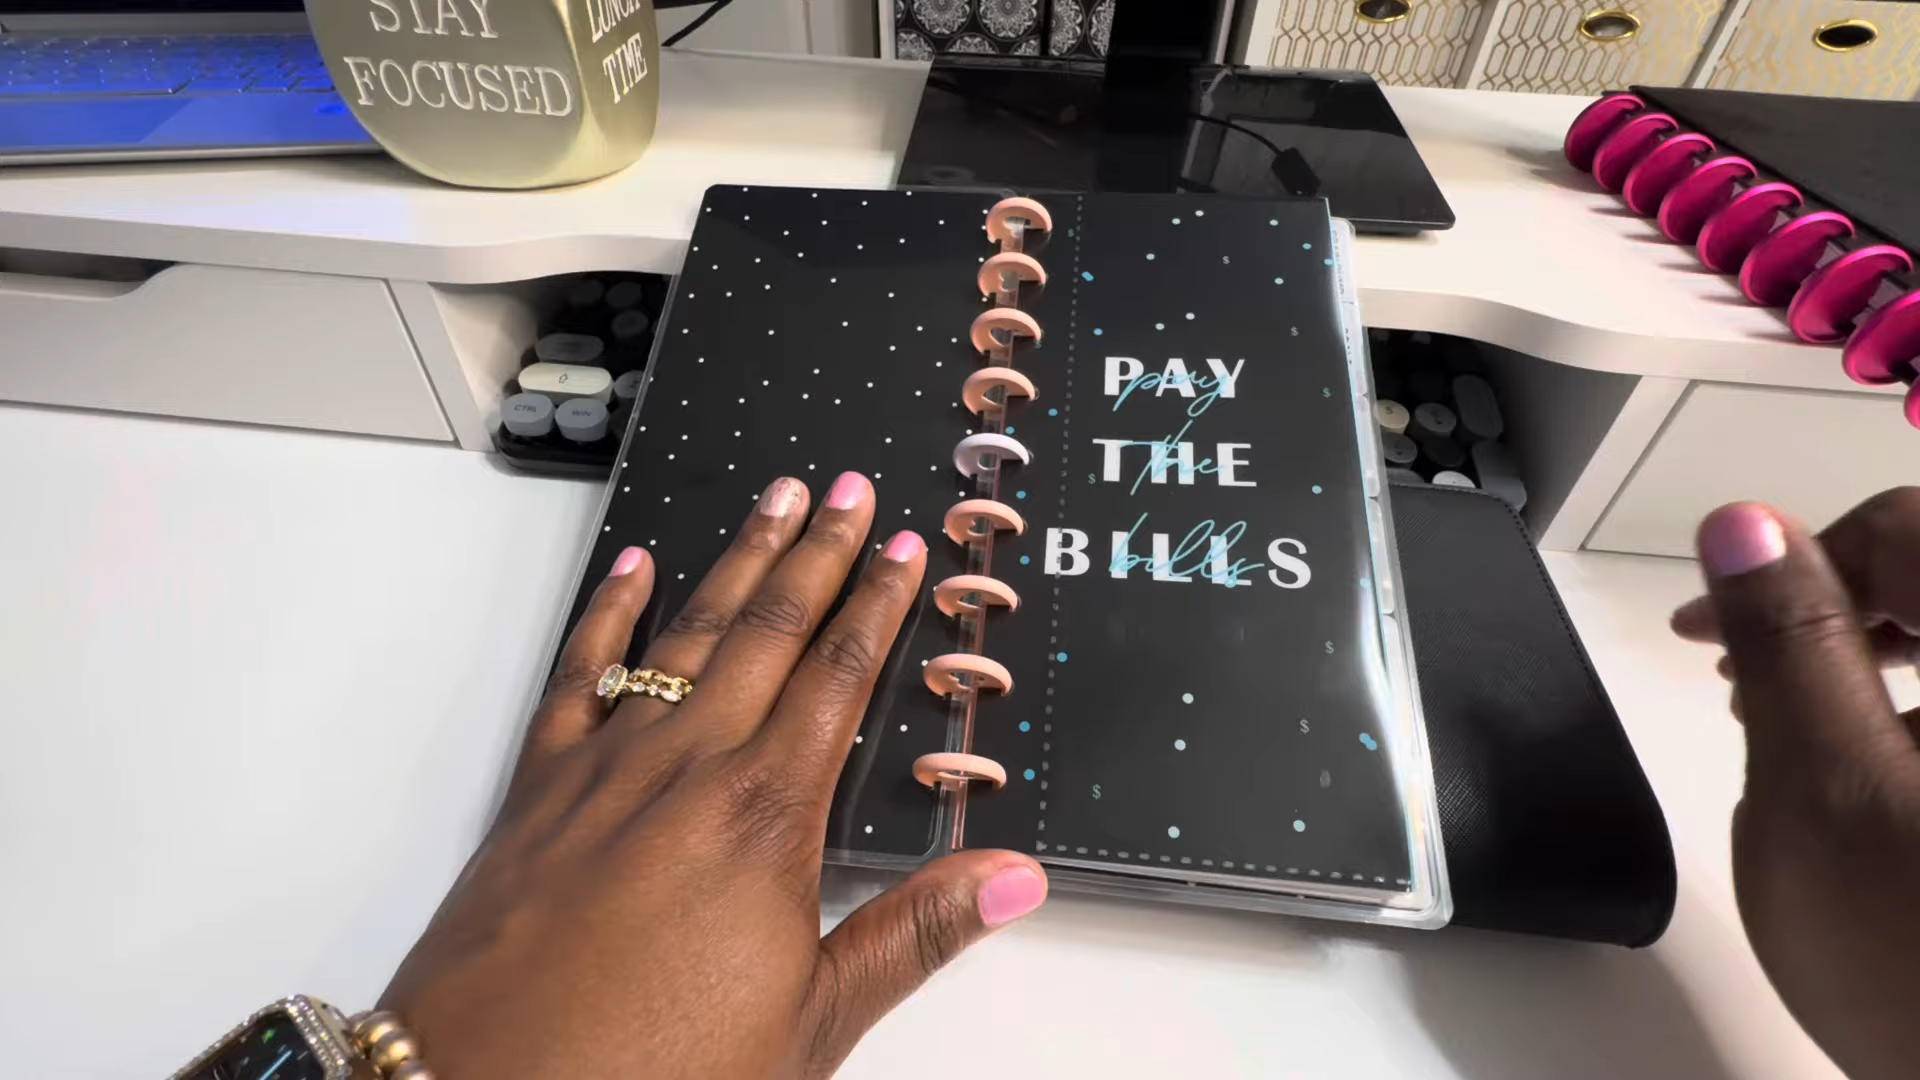 STAY
FOCUSED
LUNCH
TIME
PAY
pay
THE
the
BILLS
bills
CTRL
WIN
$
$
$
$
$
$
$